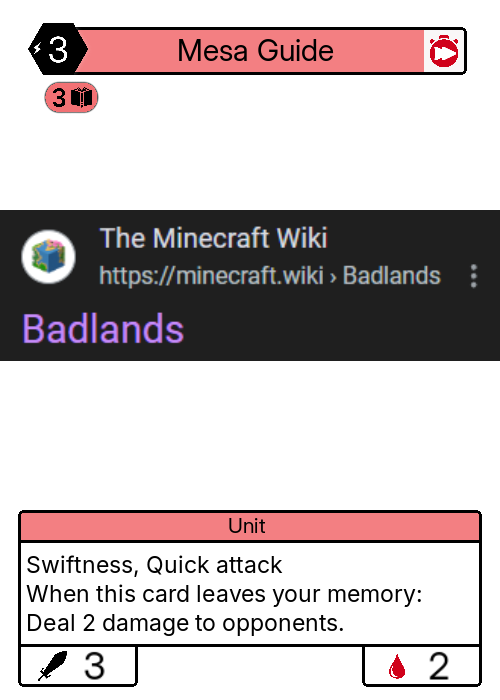 3
Mesa Guide
3
The Minecraft Wiki
https://minecraft.wiki › Badlands
Badlands
Unit
Swiftness, Quick attack
When this card leaves your memory:
Deal 2 damage to opponents.
3
2